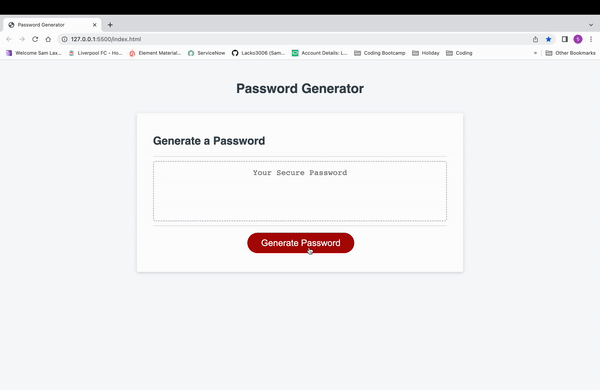 Password Generator
127.0.0.1:5500/index.html
Welcome Sam Lax... Liverpool FC - Ho... Element Material... ServiceNow Lacko3008 (Sam... Account Details: L... Coding Bootcamp Holiday Coding » Other Bookmarks
Password Generator
Generate a Password
Your Secure Password
Generate Password